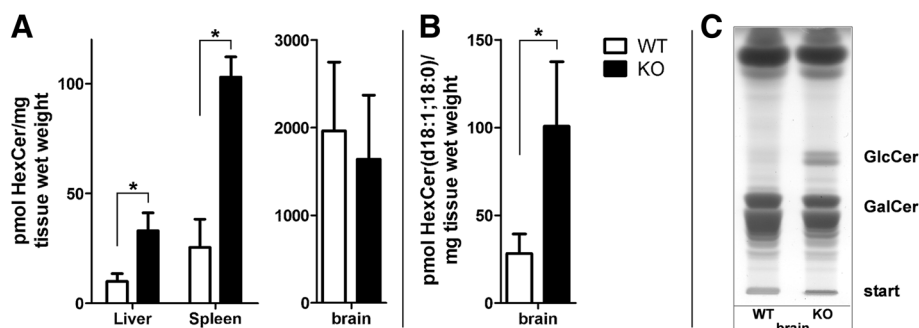 A
pmol HexCer/mg
tissue wet weight
100
50
0
*
*
Liver
Spleen
3000
2000
1000
0
brain
B
pmol HexCer(d18:1;18:0)/
mg tissue wet weight
150
100
50
0
*
brain
WT
KO
C
GlcCer
GalCer
start
WT
KO
brain